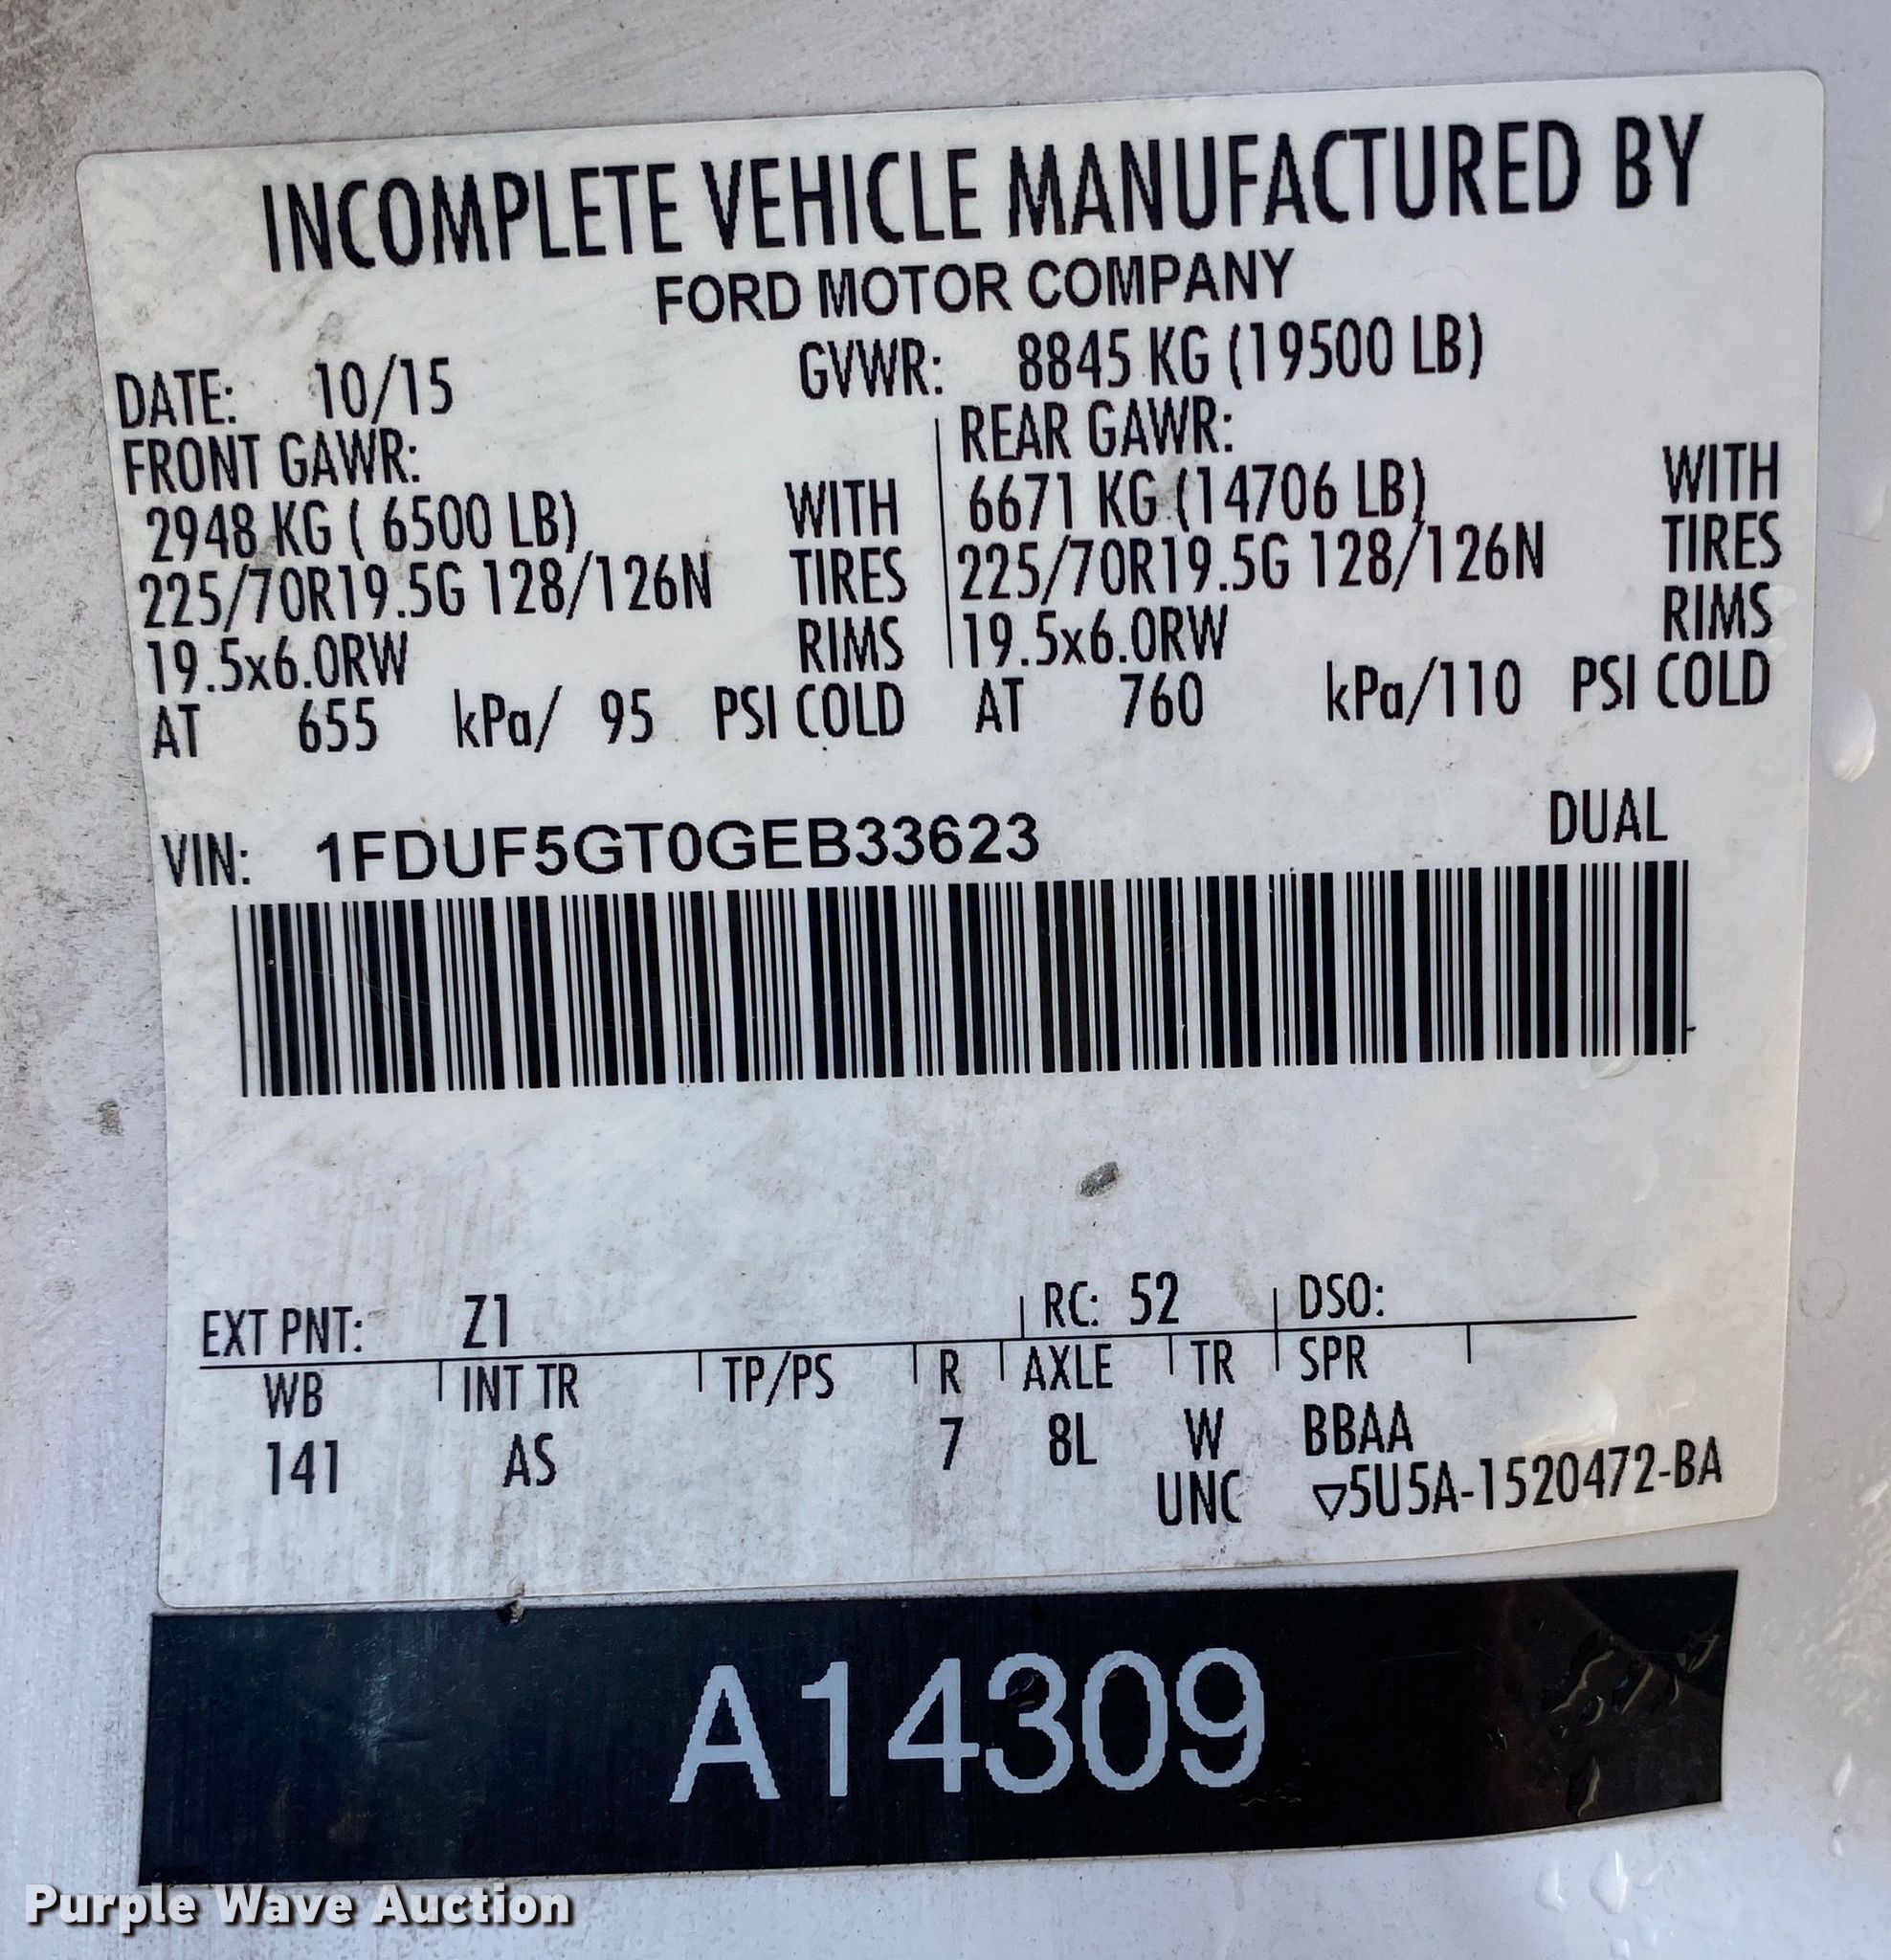 INCOMPLETE VEHICLE MANUFACTURED BY
FORD MOTOR COMPANY
DATE: 10/15 GVWR: 8845 KG (19500 LB)
FRONT GAWR: REAR GAWR:
2948 KG ( 6500 LB) WITH 6671 KG (14706 LB) WITH
225/70R19.5G 128/126N TIRES 225/70R19.5G 128/126N TIRES
19.5x6.0RW RIMS 19.5x6.0RW RIMS
AT 655 kPa/ 95 PSI COLD AT 760 kPa/110 PSI COLD
VIN: 1FDUF5GT0GEB33623 DUAL
EXT PNT: Z1 RC: 52 DSO:
WB INT TR TP/PS R AXLE TR SPR
141 AS 7 8L W BBAA
UNC ▽5U5A-1520472-BA
A14309
Purple Wave Auction